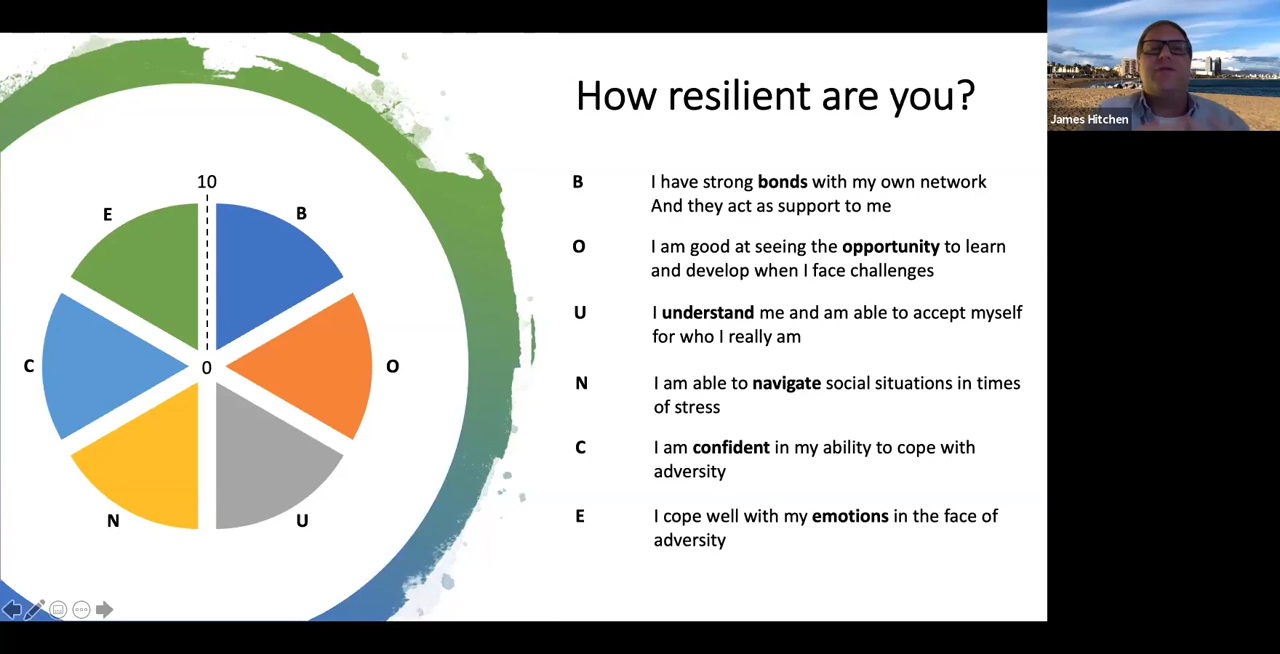 How resilient are you?
10
E
B
C
0
O
N
U
B I have strong bonds with my own network
And they act as support to me
O I am good at seeing the opportunity to learn
and develop when I face challenges
U I understand me and am able to accept myself
for who I really am
N I am able to navigate social situations in times
of stress
C I am confident in my ability to cope with
adversity
E I cope well with my emotions in the face of
adversity
James Hitchen